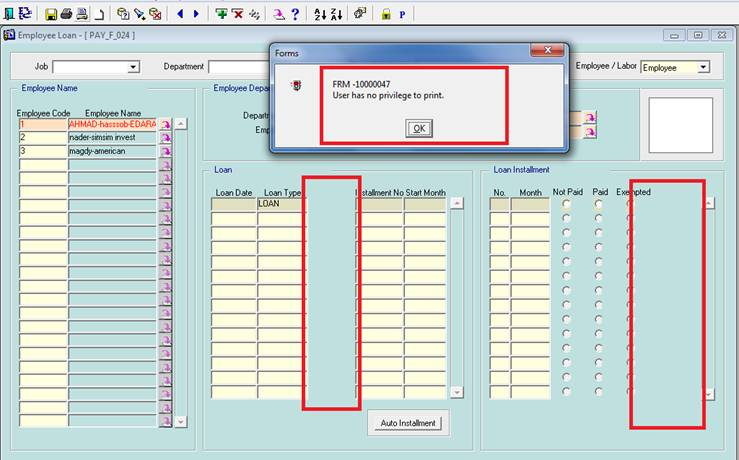 Employee Loan - [ PAY_F_024 ]
Forms
FRM -10000047
User has no privilege to print.
OK
Job
Department
Employee / Labor Employee
Employee Name
Employee Code Employee Name
1 AHMAD-hasssob-EDARA
2 nader-simsim invest
3 magdy-american
Employee Depa
Depart
Emp
Loan
Loan Date Loan Type nstallment No Start Month
LOAN
Auto Installment
Loan Installment
No. Month Not Paid Paid Exempted